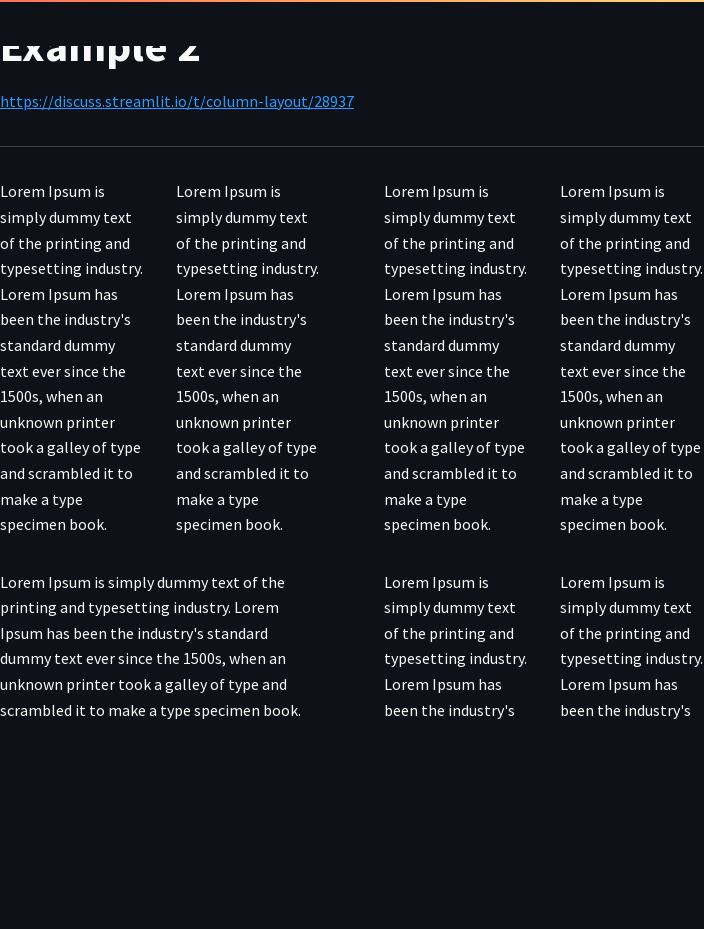 Example 2
https://discuss.streamlit.io/t/column-layout/28937
Lorem Ipsum is
simply dummy text
of the printing and
typesetting industry.
Lorem Ipsum has
been the industry's
standard dummy
text ever since the
1500s, when an
unknown printer
took a galley of type
and scrambled it to
make a type
specimen book.
Lorem Ipsum is
simply dummy text
of the printing and
typesetting industry.
Lorem Ipsum has
been the industry's
standard dummy
text ever since the
1500s, when an
unknown printer
took a galley of type
and scrambled it to
make a type
specimen book.
Lorem Ipsum is
simply dummy text
of the printing and
typesetting industry.
Lorem Ipsum has
been the industry's
standard dummy
text ever since the
1500s, when an
unknown printer
took a galley of type
and scrambled it to
make a type
specimen book.
Lorem Ipsum is
simply dummy text
of the printing and
typesetting industry.
Lorem Ipsum has
been the industry's
standard dummy
text ever since the
1500s, when an
unknown printer
took a galley of type
and scrambled it to
make a type
specimen book.
Lorem Ipsum is simply dummy text of the
printing and typesetting industry. Lorem
Ipsum has been the industry's standard
dummy text ever since the 1500s, when an
unknown printer took a galley of type and
scrambled it to make a type specimen book.
Lorem Ipsum is
simply dummy text
of the printing and
typesetting industry.
Lorem Ipsum has
been the industry's
Lorem Ipsum is
simply dummy text
of the printing and
typesetting industry.
Lorem Ipsum has
been the industry's